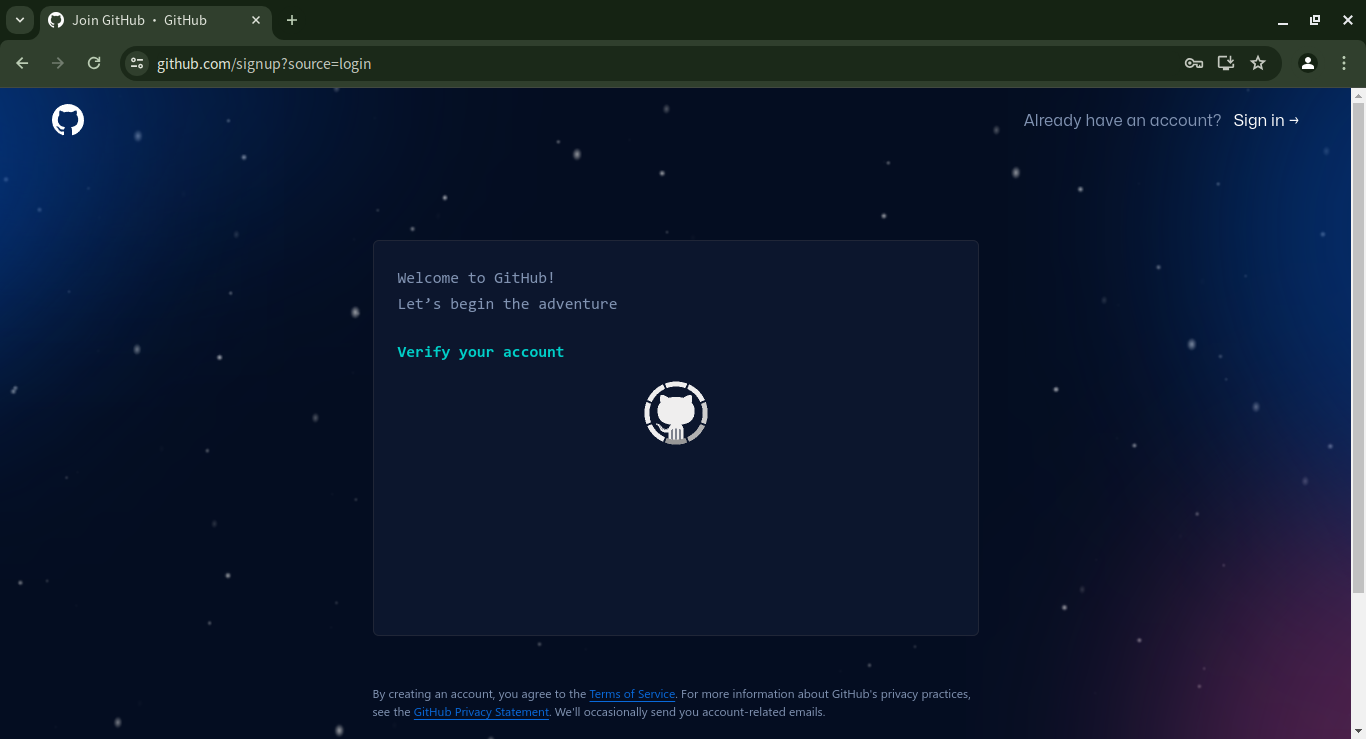 Join GitHub · GitHub
github.com/signup?source=login
Already have an account? Sign in →
Welcome to GitHub!
Let’s begin the adventure
Verify your account
By creating an account, you agree to the Terms of Service. For more information about GitHub's privacy practices,
see the GitHub Privacy Statement. We'll occasionally send you account-related emails.